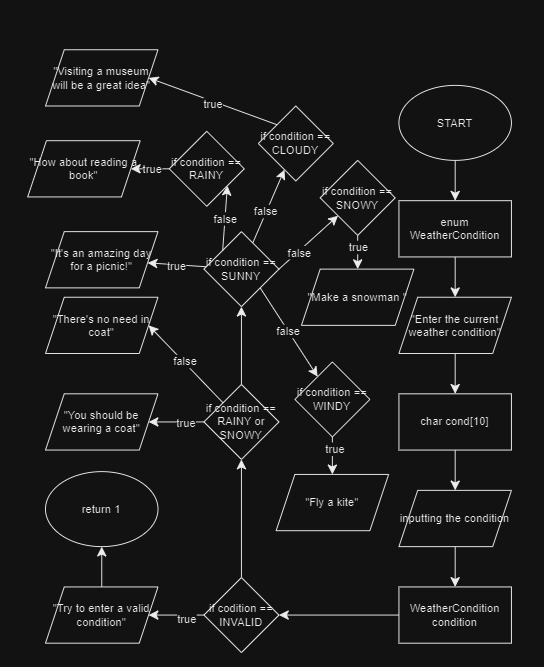 START
enum
WeatherCondition
"Enter the current
weather condition"
char cond[10]
inputting the condition
WeatherCondition
condition
if codition ==
INVALID
true
"Try to enter a valid
condition"
return 1
if condition ==
RAINY or
SNOWY
true
"You should be
wearing a coat"
false
"There's no need in
coat"
if condition ==
SUNNY
true
"It's an amazing day
for a picnic!"
false
if condition ==
RAINY
true
"How about reading a
book"
false
if condition ==
CLOUDY
true
"Visiting a museum
will be a great idea"
false
if condition ==
SNOWY
true
"Make a snowman "
false
if condition ==
WINDY
true
"Fly a kite"